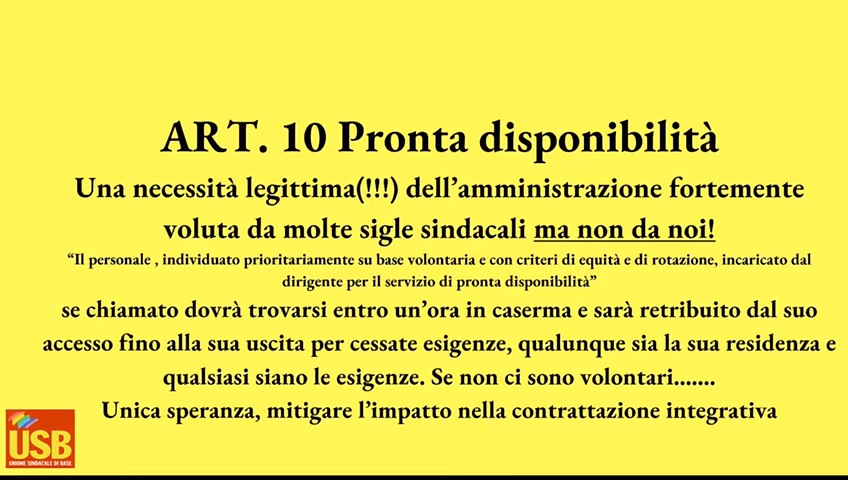 ART. 10 Pronta disponibilità
Una necessità legittima(!!!) dell’amministrazione fortemente
voluta da molte sigle sindacali ma non da noi!
“Il personale , individuato prioritariamente su base volontaria e con criteri di equità e di rotazione, incaricato dal
dirigente per il servizio di pronta disponibilità”
se chiamato dovrà trovarsi entro un’ora in caserma e sarà retribuito dal suo
accesso fino alla sua uscita per cessate esigenze, qualunque sia la sua residenza e
qualsiasi siano le esigenze. Se non ci sono volontari.......
Unica speranza, mitigare l’impatto nella contrattazione integrativa
USB
UNIONE SINDACALE DI BASE